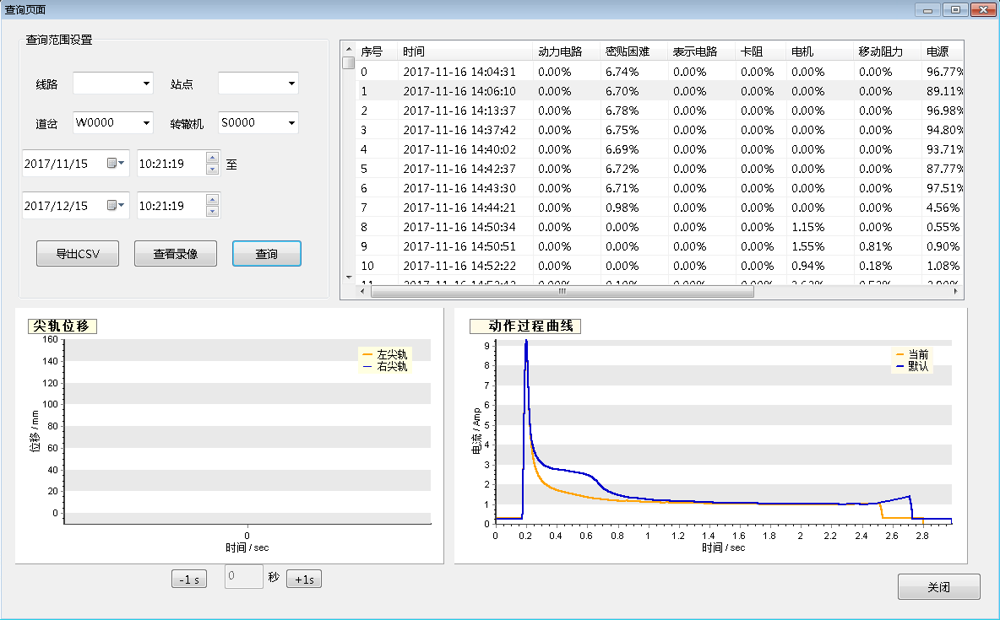 查询页面
查询范围设置
线路 站点
道岔 W0000 转辙机 S0000
2017/11/15 10:21:19 至
2017/12/15 10:21:19
导出CSV 查看录像 查询
序号 时间 动力电路 密贴困难 表示电路 卡阻 电机 移动阻力 电源
0 2017-11-16 14:04:31 0.00% 6.74% 0.00% 0.00% 0.00% 0.00% 96.77%
1 2017-11-16 14:06:10 0.00% 6.70% 0.00% 0.00% 0.00% 0.00% 89.11%
2 2017-11-16 14:13:37 0.00% 6.78% 0.00% 0.00% 0.00% 0.00% 96.98%
3 2017-11-16 14:37:42 0.00% 6.75% 0.00% 0.00% 0.00% 0.00% 94.80%
4 2017-11-16 14:40:02 0.00% 6.69% 0.00% 0.00% 0.00% 0.00% 93.71%
5 2017-11-16 14:42:37 0.00% 6.72% 0.00% 0.00% 0.00% 0.00% 87.77%
6 2017-11-16 14:43:30 0.00% 6.71% 0.00% 0.00% 0.00% 0.00% 97.51%
7 2017-11-16 14:44:21 0.00% 0.98% 0.00% 0.00% 0.00% 0.00% 4.56%
8 2017-11-16 14:50:34 0.00% 0.00% 0.00% 0.00% 1.15% 0.00% 0.55%
9 2017-11-16 14:50:51 0.00% 0.00% 0.00% 0.00% 1.55% 0.81% 0.90%
10 2017-11-16 14:52:22 0.00% 0.00% 0.00% 0.00% 0.94% 0.18% 1.08%
尖轨位移
160
140
120
100
80
60
40
20
0
位移 / mm
左尖轨
右尖轨
0
时间 / sec
-1 s 0 秒 +1s
动作过程曲线
9
8
7
6
5
4
3
2
1
0
电流 / Amp
当前
默认
0 0.2 0.4 0.6 0.8 1 1.2 1.4 1.6 1.8 2 2.2 2.4 2.6 2.8
时间 / sec
关闭